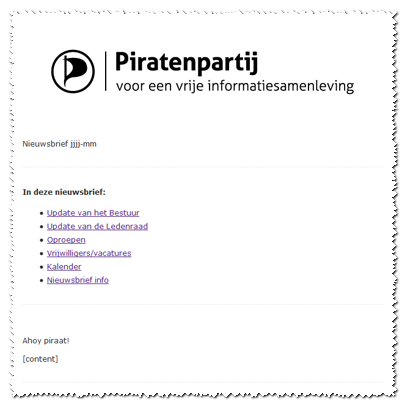 Piratenpartij
voor een vrije informatiesamenleving
Nieuwsbrief jjjj-mm
In deze nieuwsbrief:
Update van het Bestuur
Update van de Ledenraad
Oproepen
Vrijwilligers/vacatures
Kalender
Nieuwsbrief info
Ahoy piraat!
[content]